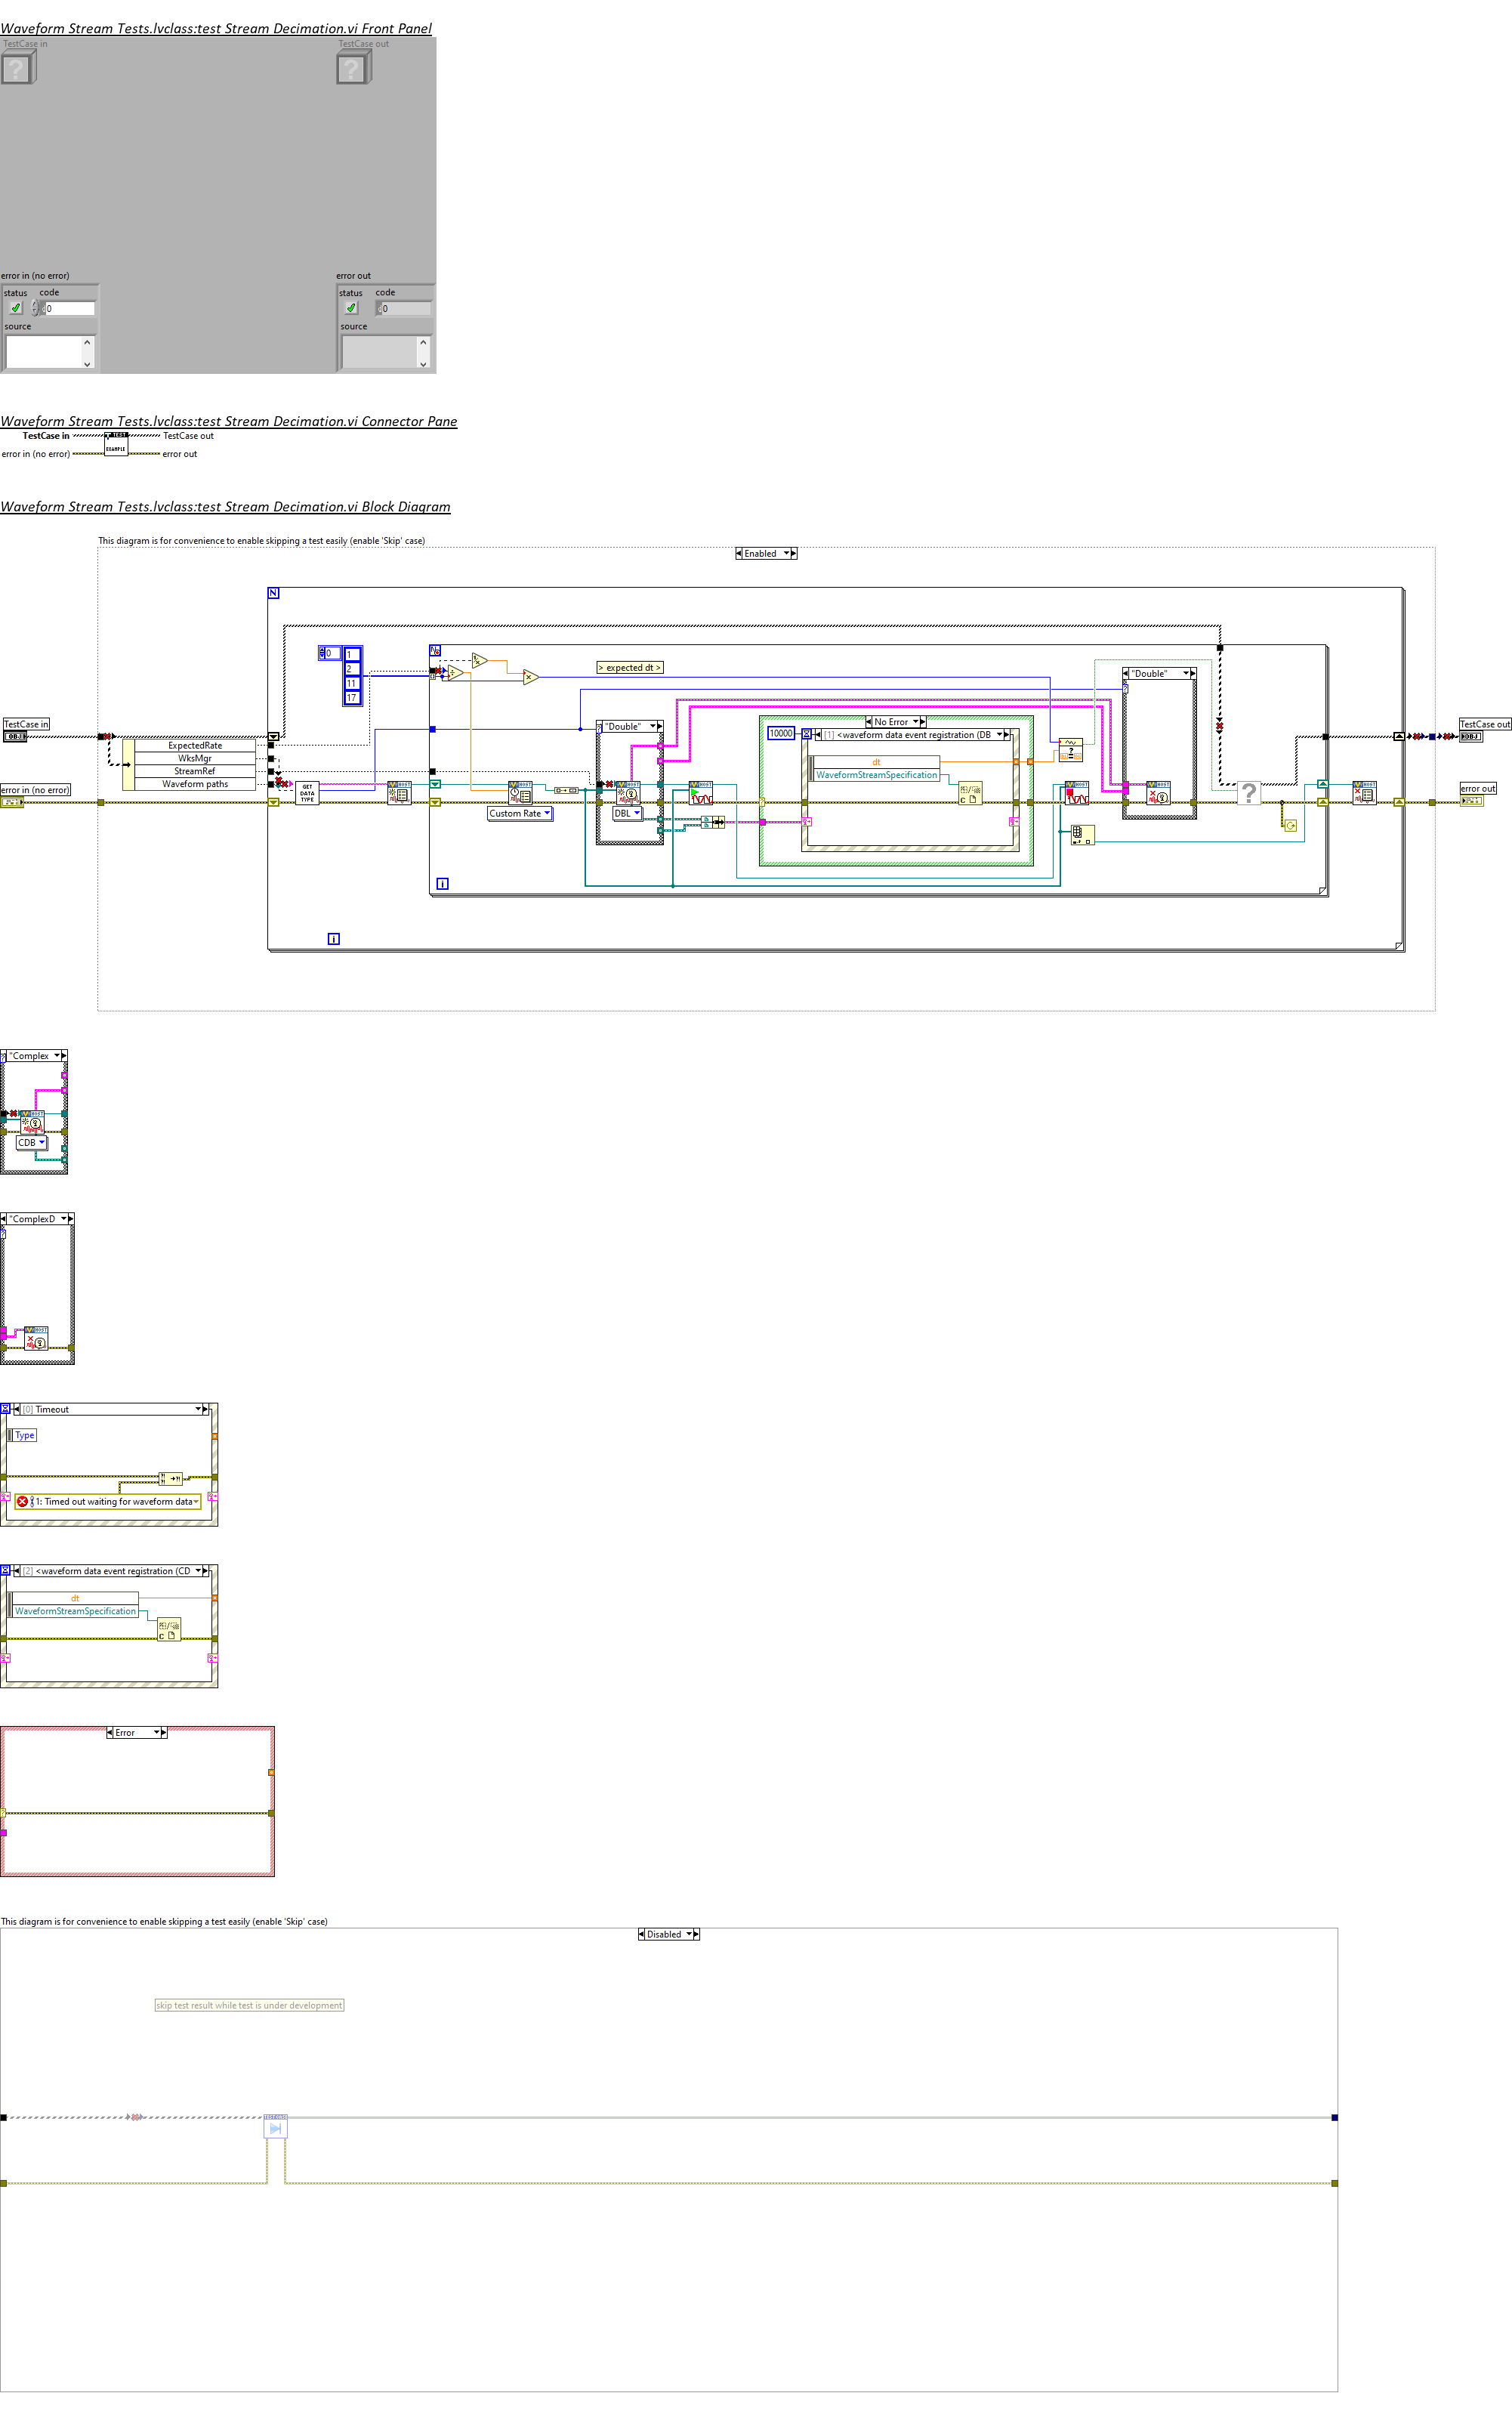 Waveform Stream Tests.lvclass:test Stream Decimation.vi Front Panel
TestCase in
TestCase out
error in (no error)
error out
status code
status code
0
0
source
source
Waveform Stream Tests.lvclass:test Stream Decimation.vi Connector Pane
TestCase in
TEST
TestCase out
error in (no error)
EXAMPLE
error out
Waveform Stream Tests.lvclass:test Stream Decimation.vi Block Diagram
This diagram is for convenience to enable skipping a test easily (enable 'Skip' case)
Enabled
N
0
1
2
11
17
> expected dt >
"Double"
"Double"
No Error
10000
[1] <waveform data event registration (DB
dt
WaveformStreamSpecification
TestCase in
TestCase out
OBJ
OBJ
ExpectedRate
WksMgr
StreamRef
Waveform paths
GET DATA TYPE
error in (no error)
error out
Custom Rate
DBL
i
i
"Complex
HOST
CDB
"ComplexD
HOST
[0] Timeout
Type
1: Timed out waiting for waveform data
[2] <waveform data event registration (CD
dt
WaveformStreamSpecification
Error
This diagram is for convenience to enable skipping a test easily (enable 'Skip' case)
Disabled
skip test result while test is under development